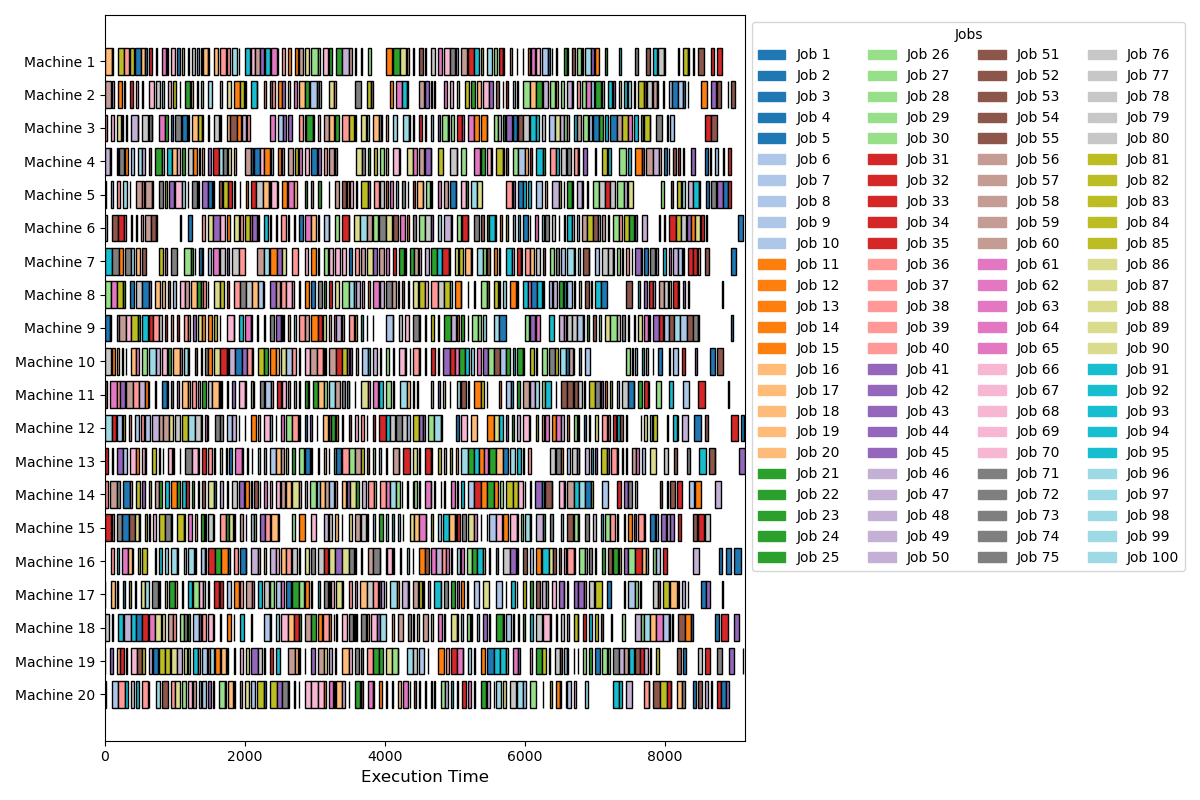 Jobs
Machine 1
Machine 2
Machine 3
Machine 4
Machine 5
Machine 6
Machine 7
Machine 8
Machine 9
Machine 10
Machine 11
Machine 12
Machine 13
Machine 14
Machine 15
Machine 16
Machine 17
Machine 18
Machine 19
Machine 20
0 2000 4000 6000 8000
Execution Time
Job 1 Job 26 Job 51 Job 76
Job 2 Job 27 Job 52 Job 77
Job 3 Job 28 Job 53 Job 78
Job 4 Job 29 Job 54 Job 79
Job 5 Job 30 Job 55 Job 80
Job 6 Job 31 Job 56 Job 81
Job 7 Job 32 Job 57 Job 82
Job 8 Job 33 Job 58 Job 83
Job 9 Job 34 Job 59 Job 84
Job 10 Job 35 Job 60 Job 85
Job 11 Job 36 Job 61 Job 86
Job 12 Job 37 Job 62 Job 87
Job 13 Job 38 Job 63 Job 88
Job 14 Job 39 Job 64 Job 89
Job 15 Job 40 Job 65 Job 90
Job 16 Job 41 Job 66 Job 91
Job 17 Job 42 Job 67 Job 92
Job 18 Job 43 Job 68 Job 93
Job 19 Job 44 Job 69 Job 94
Job 20 Job 45 Job 70 Job 95
Job 21 Job 46 Job 71 Job 96
Job 22 Job 47 Job 72 Job 97
Job 23 Job 48 Job 73 Job 98
Job 24 Job 49 Job 74 Job 99
Job 25 Job 50 Job 75 Job 100